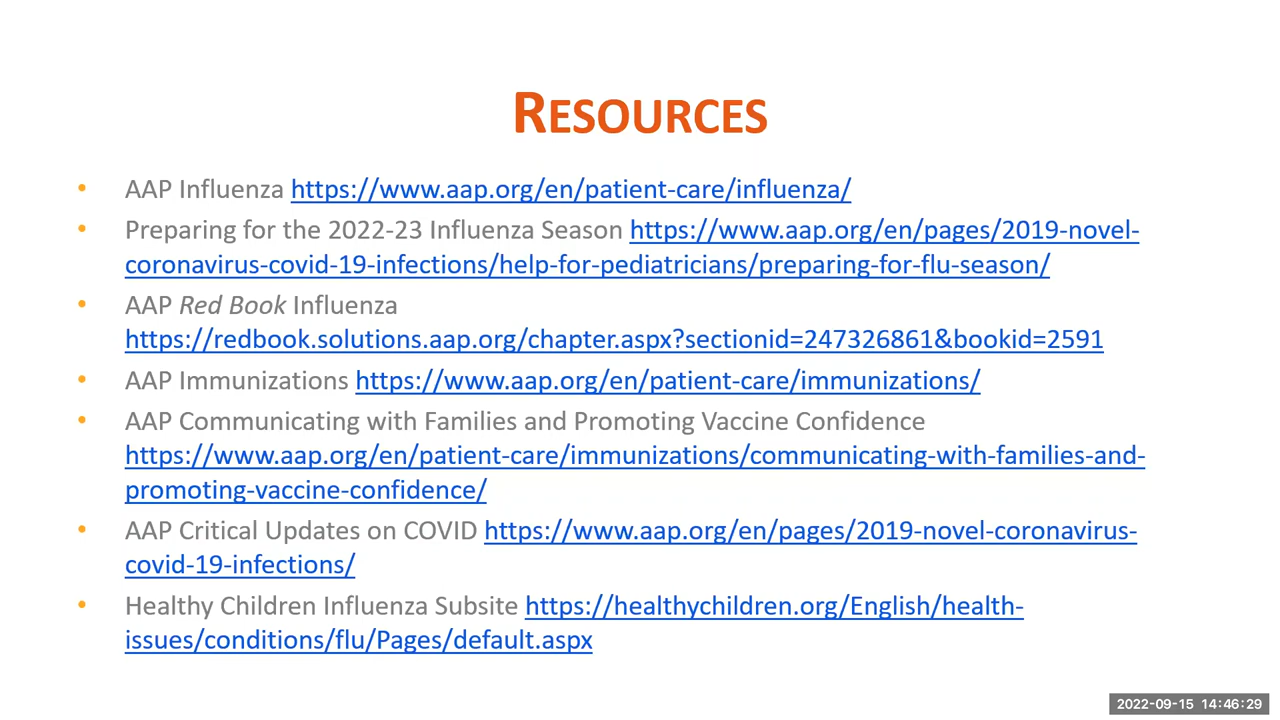 RESOURCES
• AAP Influenza https://www.aap.org/en/patient-care/influenza/
• Preparing for the 2022-23 Influenza Season https://www.aap.org/en/pages/2019-novel-
coronavirus-covid-19-infections/help-for-pediatricians/preparing-for-flu-season/
• AAP Red Book Influenza
https://redbook.solutions.aap.org/chapter.aspx?sectionid=247326861&bookid=2591
• AAP Immunizations https://www.aap.org/en/patient-care/immunizations/
• AAP Communicating with Families and Promoting Vaccine Confidence
https://www.aap.org/en/patient-care/immunizations/communicating-with-families-and-
promoting-vaccine-confidence/
• AAP Critical Updates on COVID https://www.aap.org/en/pages/2019-novel-coronavirus-
covid-19-infections/
• Healthy Children Influenza Subsite https://healthychildren.org/English/health-
issues/conditions/flu/Pages/default.aspx
2022-09-15 14:46:29